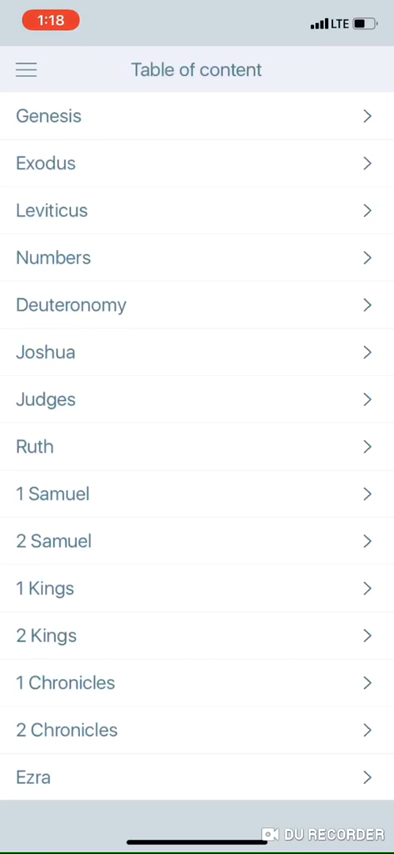 1:18
LTE
Table of content
Genesis
Exodus
Leviticus
Numbers
Deuteronomy
Joshua
Judges
Ruth
1 Samuel
2 Samuel
1 Kings
2 Kings
1 Chronicles
2 Chronicles
Ezra
DU RECORDER